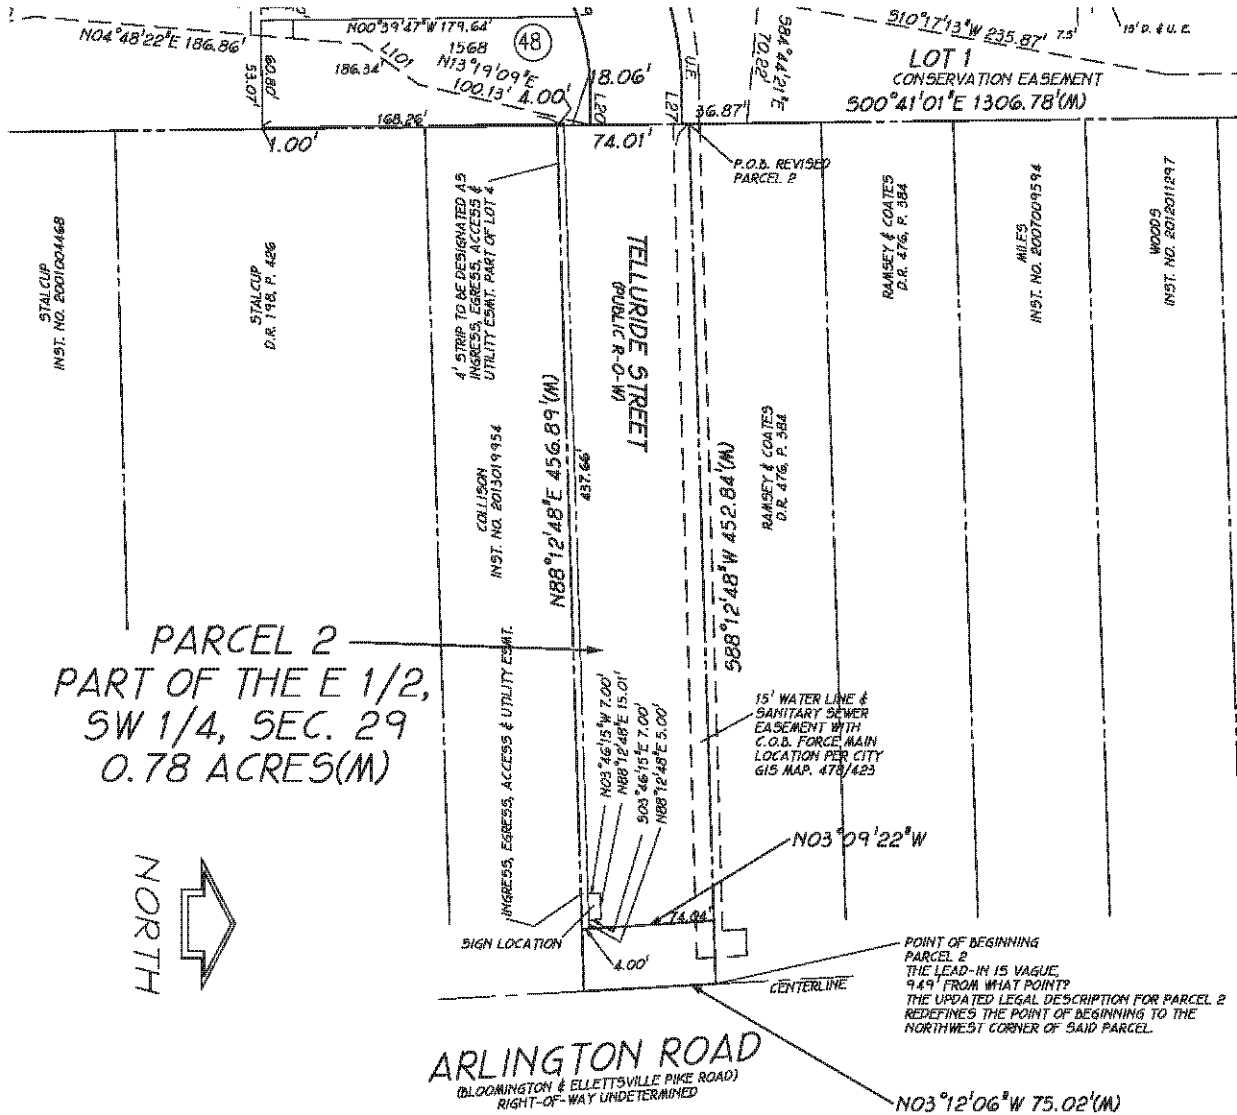 N04°48'22"E 186.86'
N00°39'47"W 179.64'
1568
48
L101
186.34'
N13°19'09"E
100.13'
4.00'
18.06'
L20
L27
U.E.
36.87'
S84°44'21"E
70.22'
S10°17'13"W 235.87'
7.5'
15' D. & U.E.
LOT 1
CONSERVATION EASEMENT
S00°41'01"E 1306.78'(M)
53.07'
60.80'
168.26'
1.00'
74.01'
P.O.B. REVISED
PARCEL 2
STALCUP
INST. NO. 2001004468
STALCUP
D.R. 198, P. 426
4' STRIP TO BE DESIGNATED AS
INGRESS, EGRESS, ACCESS &
UTILITY ESMT. PART OF LOT 4
TELLURIDE STREET
(PUBLIC R-O-W)
RAMSEY & COATES
D.R. 476, P. 384
MILES
INST. NO. 2007009594
WOODS
INST. NO. 2012011297
COLLISON
INST. NO. 2013019954
N88°12'48"E 456.89'(M)
437.66'
S88°12'48"W 452.84'(M)
RAMSEY & COATES
D.R. 476, P. 384
PARCEL 2
PART OF THE E 1/2,
SW 1/4, SEC. 29
0.78 ACRES(M)
INGRESS, EGRESS, ACCESS & UTILITY ESMT.
N03°46'15"W 7.00'
N88°12'48"E 15.01'
S03°46'15"E 7.00'
N88°12'48"E 5.00'
15' WATER LINE &
SANITARY SEWER
EASEMENT WITH
C.O.B. FORCE MAIN
LOCATION PER CITY
GIS MAP. 478/423
N03°09'22"W
74.04'
NORTH
SIGN LOCATION
4.00'
CENTERLINE
POINT OF BEGINNING
PARCEL 2
THE LEAD-IN IS VAGUE,
949' FROM WHAT POINT?
THE UPDATED LEGAL DESCRIPTION FOR PARCEL 2
REDEFINES THE POINT OF BEGINNING TO THE
NORTHWEST CORNER OF SAID PARCEL.
ARLINGTON ROAD
(BLOOMINGTON & ELLETTSVILLE PIKE ROAD)
RIGHT-OF-WAY UNDETERMINED
N03°12'06"W 75.02'(M)